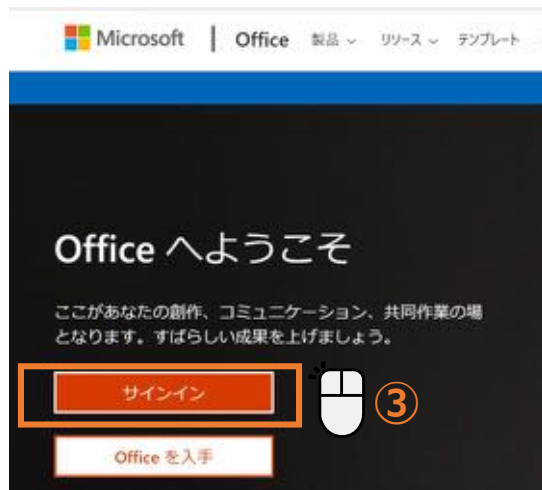 Microsoft | Office 製品 リソース テンプレート
Office へようこそ
ここがあなたの創作、コミュニケーション、共同作業の場
となります。すばらしい成果を上げましょう。
サインイン
③
Office を入手